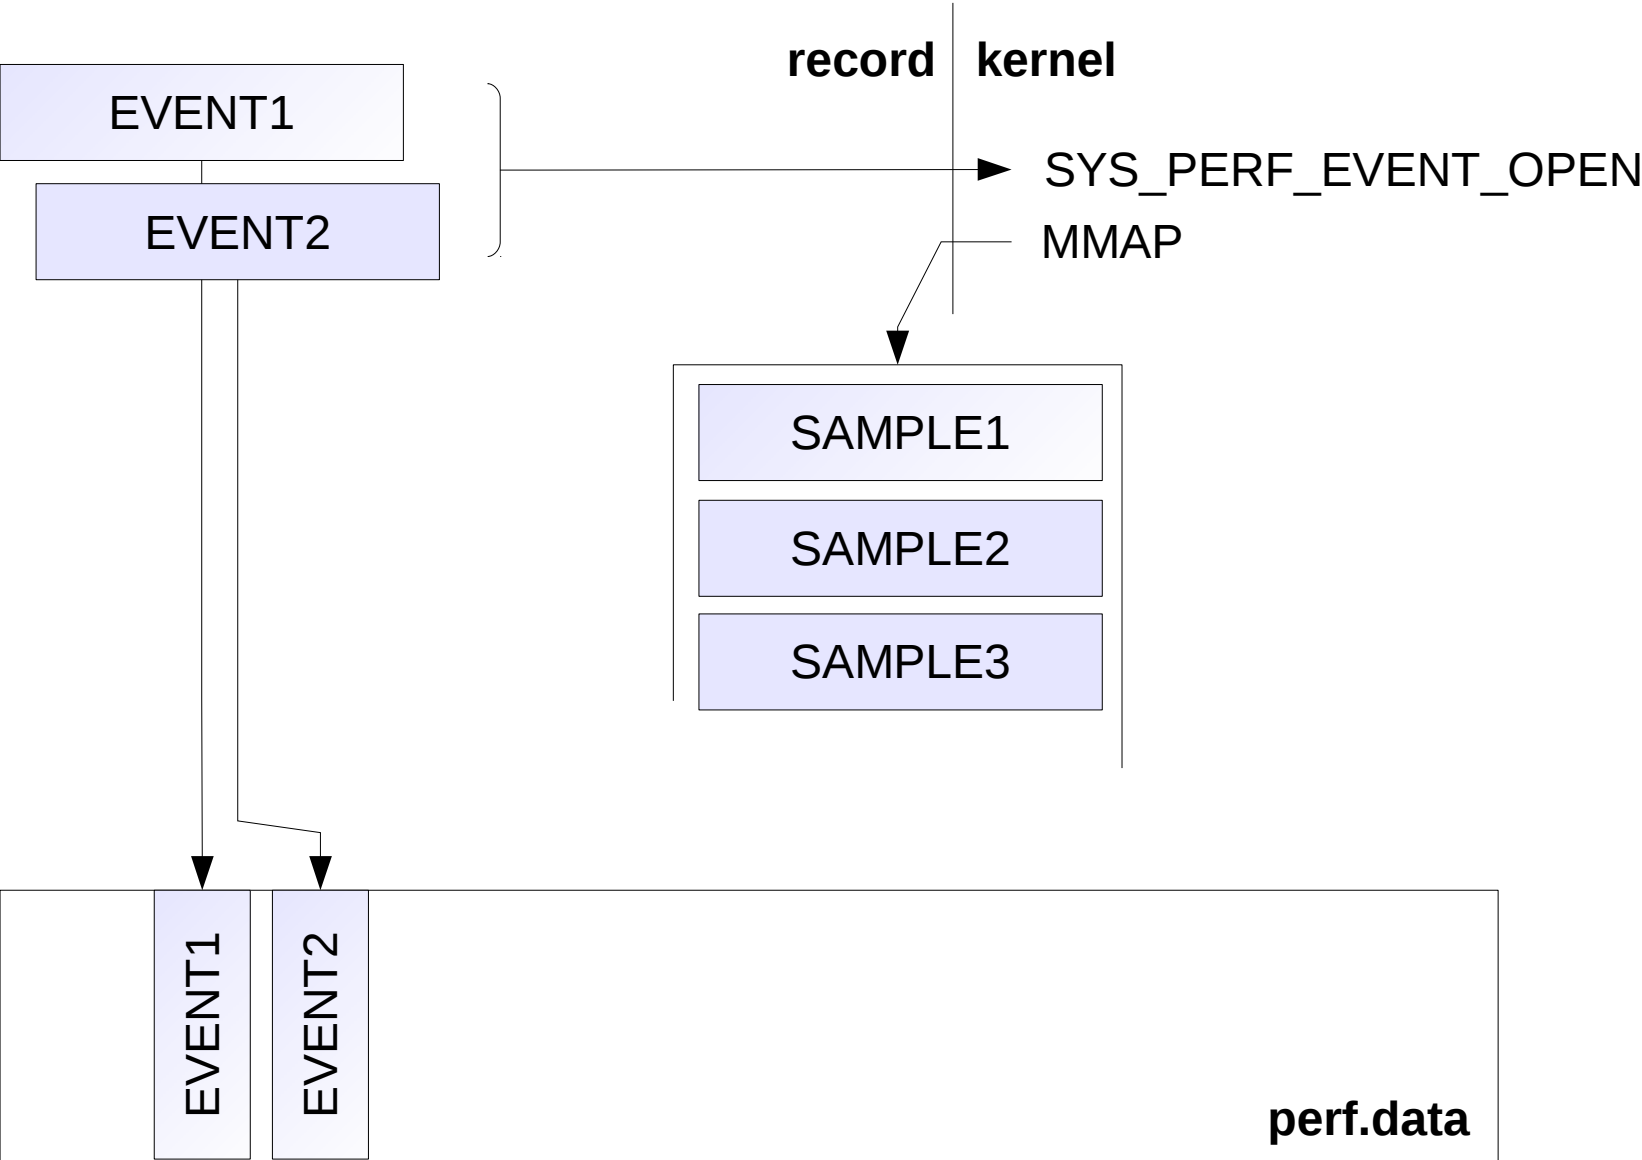 record
kernel
EVENT1
SYS_PERF_EVENT_OPEN
EVENT2
MMAP
SAMPLE1
SAMPLE2
SAMPLE3
EVENT1
EVENT2
perf.data